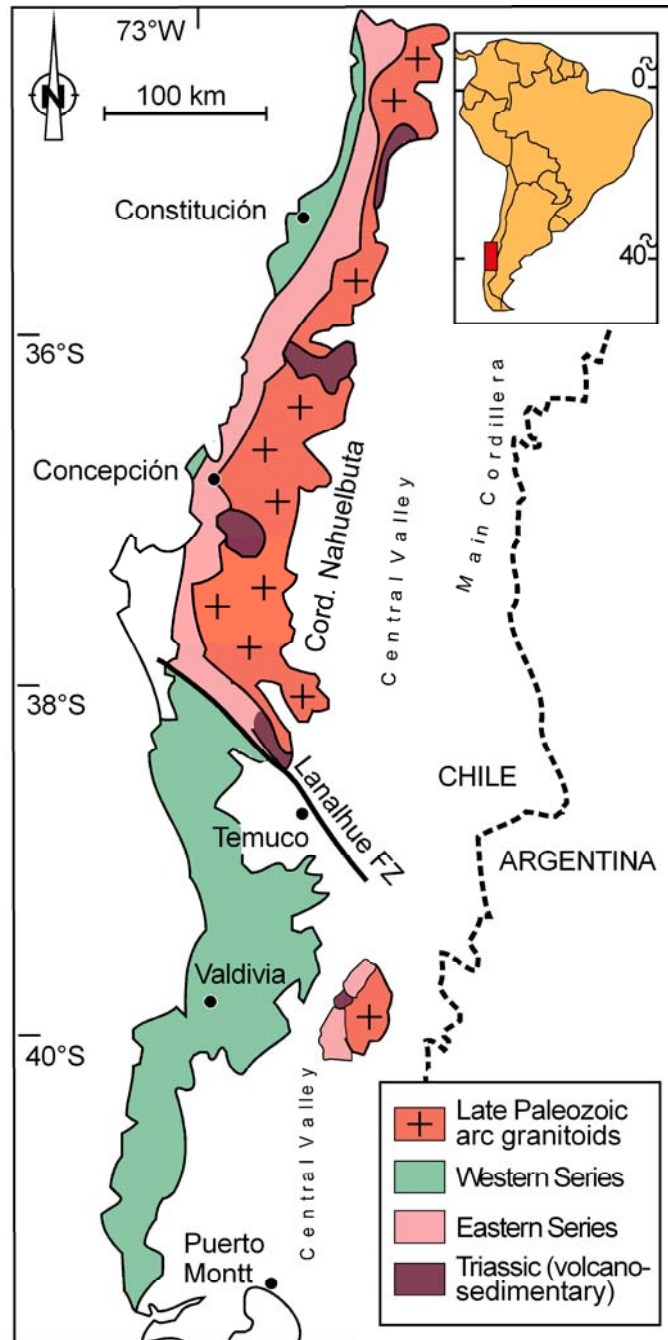 73°W
N
100 km
0°
40°
Constitución
36°S
Concepción
Cord. Nahuelbuta
Central Valley
Main Cordillera
38°S
Lanalhue FZ
CHILE
Temuco
ARGENTINA
Valdivia
40°S
Central Valley
Puerto
Montt
Late Paleozoic
arc granitoids
Western Series
Eastern Series
Triassic (volcano-
sedimentary)